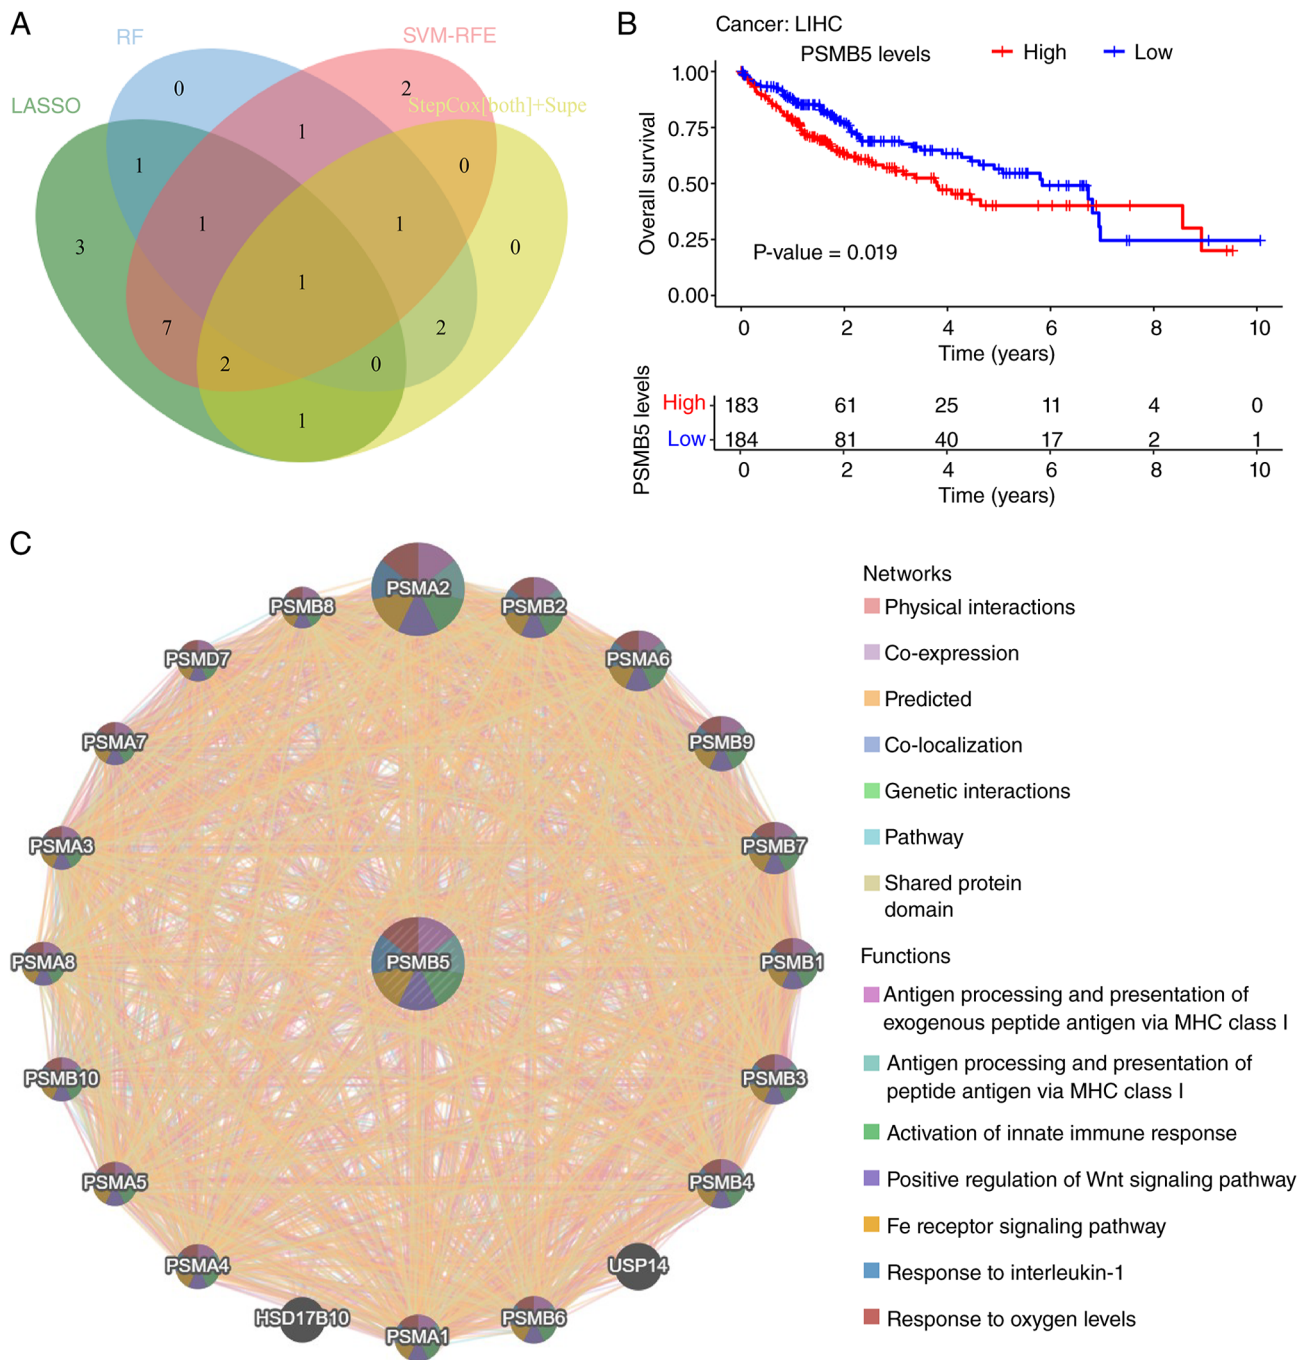 A
RF
SVM-RFE
LASSO
StepCox[both]+Supe
0
2
1
1
0
3
1
1
0
1
7
2
2
0
1
B
Cancer: LIHC
PSMB5 levels
High
Low
Overall survival
1.00
0.75
0.50
0.25
0.00
P-value = 0.019
0 2 4 6 8 10
Time (years)
PSMB5 levels
High 183 61 25 11 4 0
Low 184 81 40 17 2 1
0 2 4 6 8 10
Time (years)
C
PSMA2
PSMB8
PSMB2
PSMD7
PSMA6
PSMA7
PSMB9
PSMA3
PSMB7
PSMA8
PSMB5
PSMB1
PSMB10
PSMB3
PSMA5
PSMB4
PSMA4
USP14
HSD17B10
PSMB6
PSMA1
Networks
Physical interactions
Co-expression
Predicted
Co-localization
Genetic interactions
Pathway
Shared protein
domain
Functions
Antigen processing and presentation of
exogenous peptide antigen via MHC class I
Antigen processing and presentation of
peptide antigen via MHC class I
Activation of innate immune response
Positive regulation of Wnt signaling pathway
Fe receptor signaling pathway
Response to interleukin-1
Response to oxygen levels